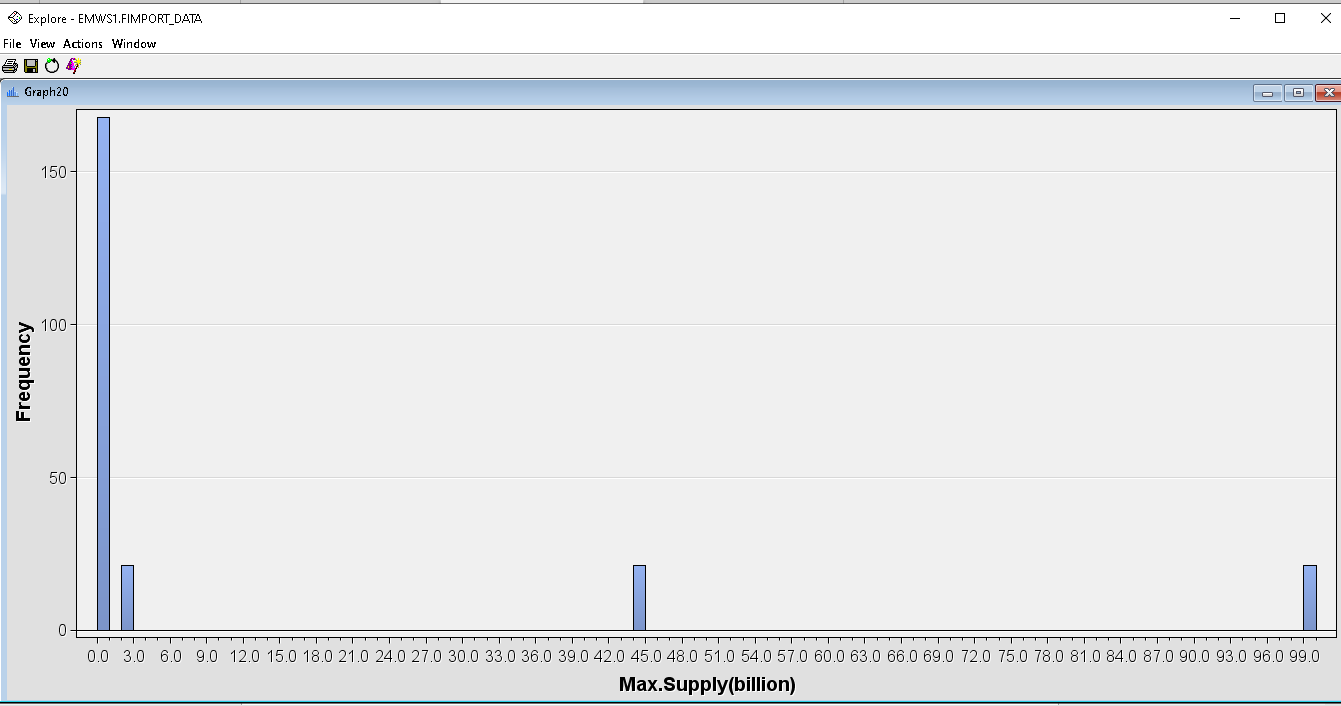 Explore - EMWS1.FIMPORT_DATA
File View Actions Window
Graph20
150
100
50
0
Frequency
0.0 3.0 6.0 9.0 12.0 15.0 18.0 21.0 24.0 27.0 30.0 33.0 36.0 39.0 42.0 45.0 48.0 51.0 54.0 57.0 60.0 63.0 66.0 69.0 72.0 75.0 78.0 81.0 84.0 87.0 90.0 93.0 96.0 99.0
Max.Supply(billion)